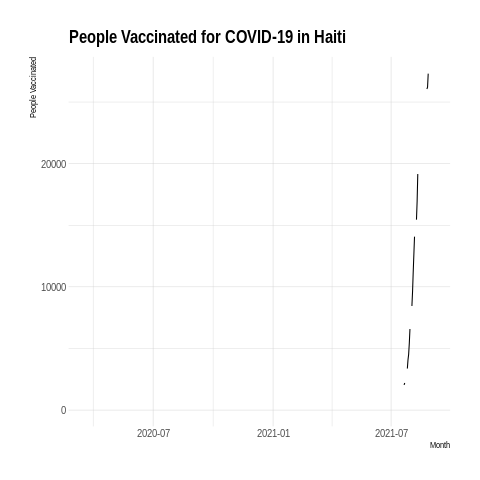 People Vaccinated for COVID-19 in Haiti
People Vaccinated
20000
10000
0
2020-07
2021-01
2021-07
Month